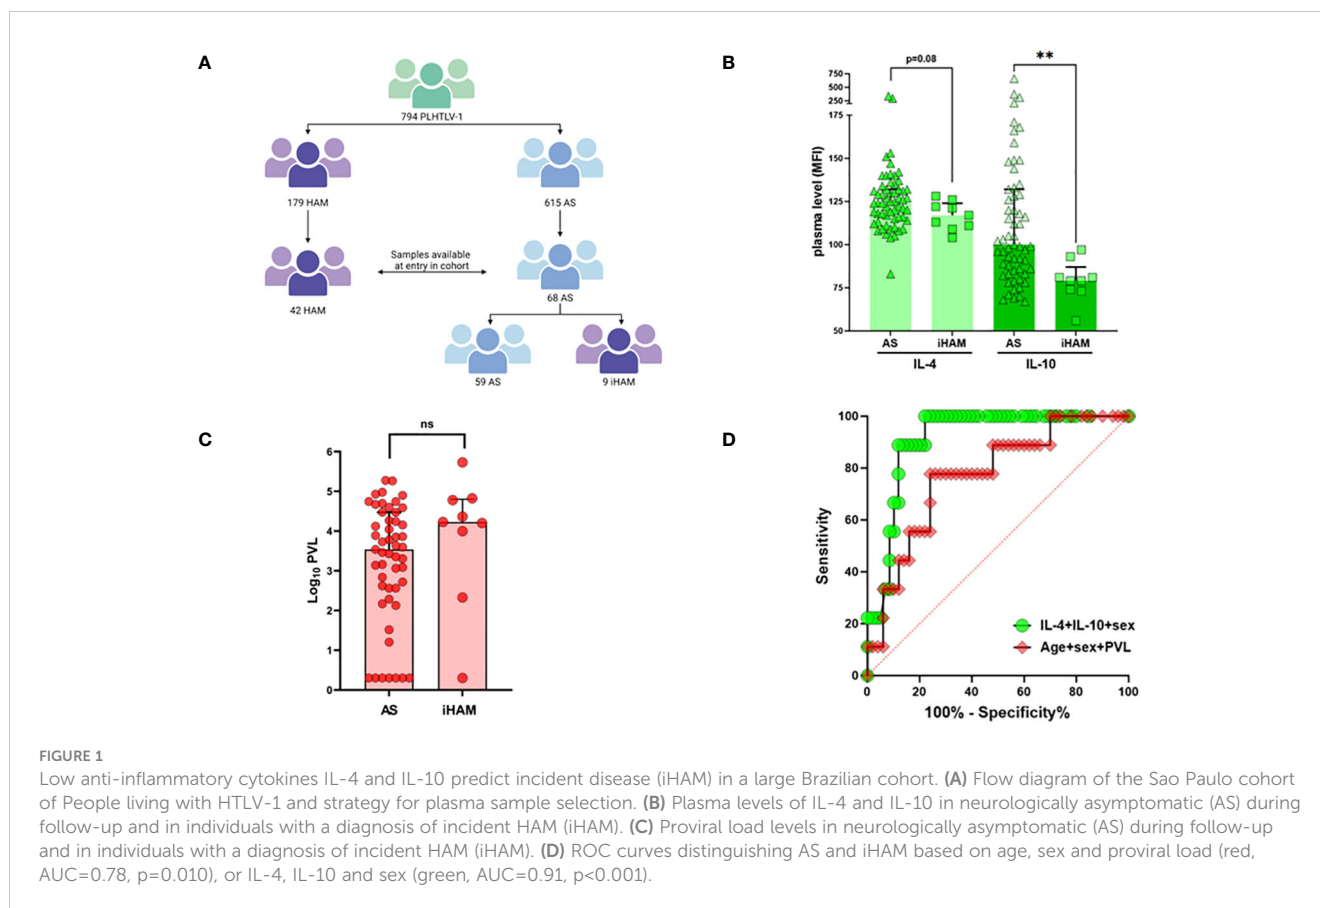 A
794 PLHTLV-1
179 HAM
615 AS
Samples available
at entry in cohort
42 HAM
68 AS
59 AS
9 iHAM
B
p=0.08
**
plasma level (MFI)
750
500
250
175
150
125
100
75
50
AS
iHAM
AS
iHAM
IL-4
IL-10
C
ns
Log10 PVL
6
5
4
3
2
1
0
AS
iHAM
D
Sensitivity
100
80
60
40
20
0
IL-4+IL-10+sex
Age+sex+PVL
0
20
40
60
80
100
100% - Specificity%
FIGURE 1
Low anti-inflammatory cytokines IL-4 and IL-10 predict incident disease (iHAM) in a large Brazilian cohort. (A) Flow diagram of the Sao Paulo cohort
of People living with HTLV-1 and strategy for plasma sample selection. (B) Plasma levels of IL-4 and IL-10 in neurologically asymptomatic (AS) during
follow-up and in individuals with a diagnosis of incident HAM (iHAM). (C) Proviral load levels in neurologically asymptomatic (AS) during follow-up
and in individuals with a diagnosis of incident HAM (iHAM). (D) ROC curves distinguishing AS and iHAM based on age, sex and proviral load (red,
AUC=0.78, p=0.010), or IL-4, IL-10 and sex (green, AUC=0.91, p<0.001).